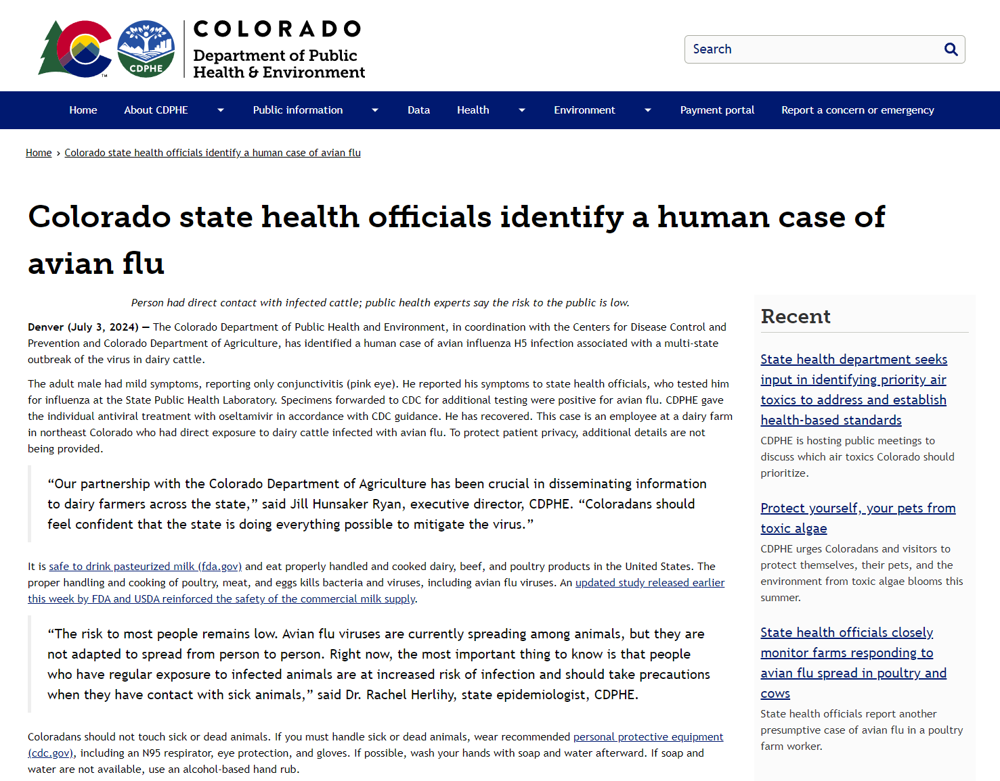 COLORADO
Department of Public
Health & Environment
CDPHE
TM
Search
Home
About CDPHE
Public information
Data
Health
Environment
Payment portal
Report a concern or emergency
Home › Colorado state health officials identify a human case of avian flu
Colorado state health officials identify a human case of
avian flu
Person had direct contact with infected cattle; public health experts say the risk to the public is low.
Denver (July 3, 2024) — The Colorado Department of Public Health and Environment, in coordination with the Centers for Disease Control and
Prevention and Colorado Department of Agriculture, has identified a human case of avian influenza H5 infection associated with a multi-state
outbreak of the virus in dairy cattle.
The adult male had mild symptoms, reporting only conjunctivitis (pink eye). He reported his symptoms to state health officials, who tested him
for influenza at the State Public Health Laboratory. Specimens forwarded to CDC for additional testing were positive for avian flu. CDPHE gave
the individual antiviral treatment with oseltamivir in accordance with CDC guidance. He has recovered. This case is an employee at a dairy farm
in northeast Colorado who had direct exposure to dairy cattle infected with avian flu. To protect patient privacy, additional details are not
being provided.
“Our partnership with the Colorado Department of Agriculture has been crucial in disseminating information
to dairy farmers across the state,” said Jill Hunsaker Ryan, executive director, CDPHE. “Coloradans should
feel confident that the state is doing everything possible to mitigate the virus.”
It is safe to drink pasteurized milk (fda.gov) and eat properly handled and cooked dairy, beef, and poultry products in the United States. The
proper handling and cooking of poultry, meat, and eggs kills bacteria and viruses, including avian flu viruses. An updated study released earlier
this week by FDA and USDA reinforced the safety of the commercial milk supply.
“The risk to most people remains low. Avian flu viruses are currently spreading among animals, but they are
not adapted to spread from person to person. Right now, the most important thing to know is that people
who have regular exposure to infected animals are at increased risk of infection and should take precautions
when they have contact with sick animals,” said Dr. Rachel Herlihy, state epidemiologist, CDPHE.
Coloradans should not touch sick or dead animals. If you must handle sick or dead animals, wear recommended personal protective equipment
(cdc.gov), including an N95 respirator, eye protection, and gloves. If possible, wash your hands with soap and water afterward. If soap and
water are not available, use an alcohol-based hand rub.
Recent
State health department seeks
input in identifying priority air
toxics to address and establish
health-based standards
CDPHE is hosting public meetings to
discuss which air toxics Colorado should
prioritize.
Protect yourself, your pets from
toxic algae
CDPHE urges Coloradans and visitors to
protect themselves, their pets, and the
environment from toxic algae blooms this
summer.
State health officials closely
monitor farms responding to
avian flu spread in poultry and
cows
State health officials report another
presumptive case of avian flu in a poultry
farm worker.